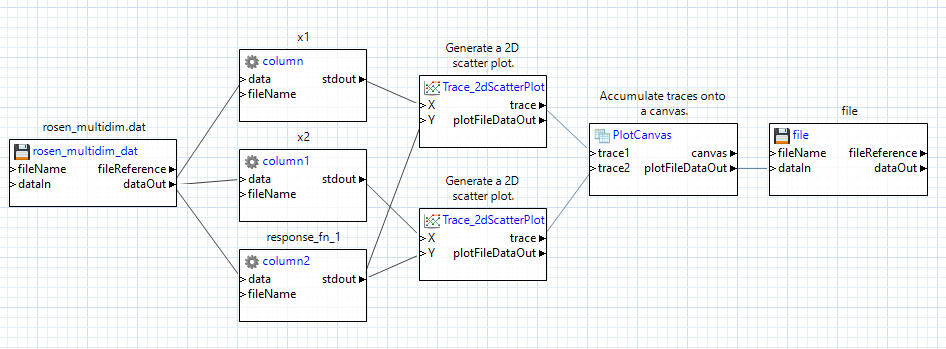 rosen_multidim.dat
rosen_multidim_dat
fileName fileReference
dataIn dataOut
x1
column
data stdout
fileName
x2
column1
data stdout
fileName
response_fn_1
column2
data stdout
fileName
Generate a 2D
scatter plot.
Trace_2dScatterPlot
X trace
Y plotFileDataOut
Generate a 2D
scatter plot.
Trace_2dScatterPlot
X trace
Y plotFileDataOut
Accumulate traces onto
a canvas.
PlotCanvas
trace1 canvas
trace2 plotFileDataOut
file
file
fileName fileReference
dataIn dataOut